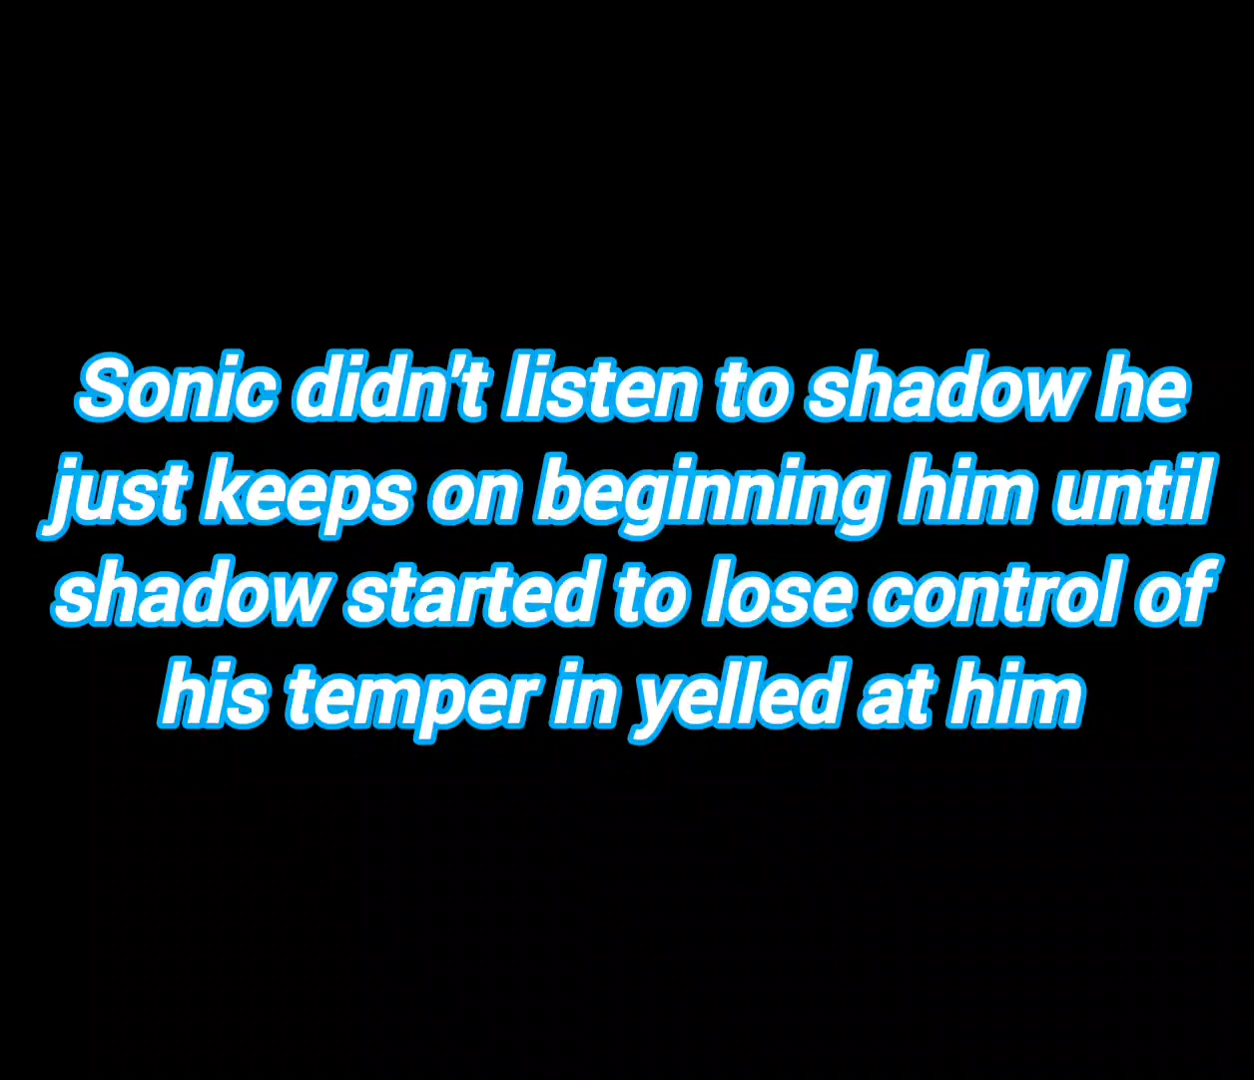 Sonic didn't listen to shadow he
just keeps on beginning him until
shadow started to lose control of
his temper in yelled at him